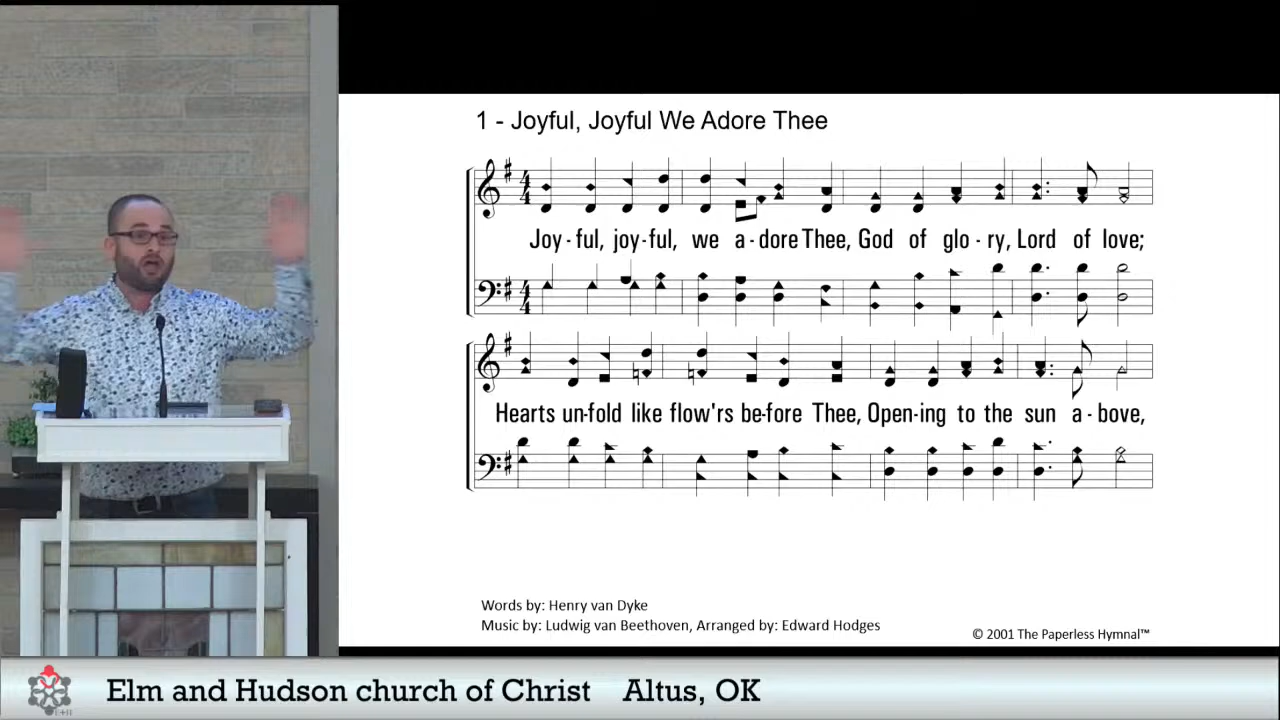 1 - Joyful, Joyful We Adore Thee
Joy - ful, joy - ful, we a - dore Thee, God of glo - ry, Lord of love;
Hearts un-fold like flow'rs be-fore Thee, Open-ing to the sun a - bove,
Words by: Henry van Dyke
Music by: Ludwig van Beethoven, Arranged by: Edward Hodges
© 2001 The Paperless Hymnal™
Elm and Hudson church of Christ Altus, OK